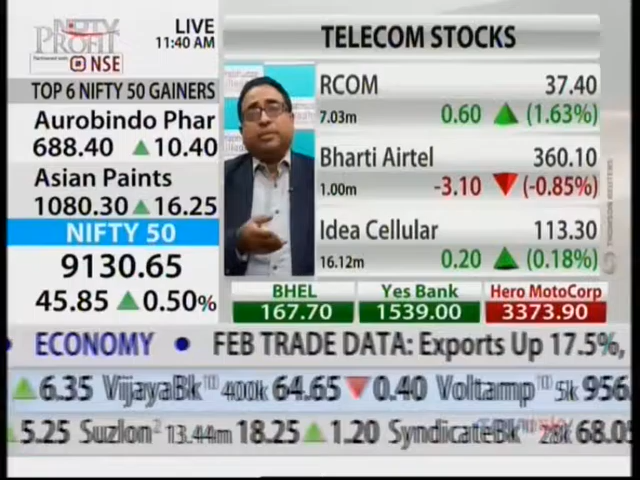 NDTV
PROFIT
NSE
LIVE
11:40 AM
TOP 6 NIFTY 50 GAINERS
Aurobindo Phar
688.40 ▲10.40
Asian Paints
1080.30 ▲16.25
NIFTY 50
9130.65
45.85 ▲0.50%
TELECOM STOCKS
RCOM 37.40
7.03m 0.60 ▲ (1.63%)
Bharti Airtel 360.10
1.00m -3.10 ▼ (-0.85%)
Idea Cellular 113.30
16.12m 0.20 ▲ (0.18%)
THOMSON REUTERS
BHEL Yes Bank Hero MotoCorp
167.70 1539.00 3373.90
• ECONOMY • FEB TRADE DATA: Exports Up 17.5%,
▲6.35 VijayaBk 400k 64.65 ▼0.40 Voltamp 5k 956
5.25 Suzlon 13.44m 18.25 ▲1.20 SyndicateBk 28k 68.05